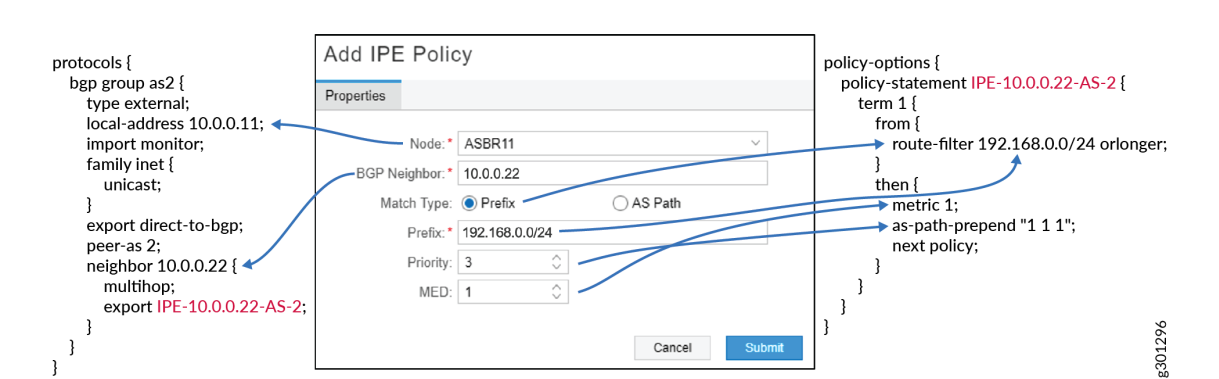 protocols {
bgp group as2 {
type external;
local-address 10.0.0.11;
import monitor;
family inet {
unicast;
}
export direct-to-bgp;
peer-as 2;
neighbor 10.0.0.22 {
multihop;
export IPE-10.0.0.22-AS-2;
}
}
}
Add IPE Policy
Properties
Node: * ASBR11
BGP Neighbor: * 10.0.0.22
Match Type: Prefix AS Path
Prefix: * 192.168.0.0/24
Priority: 3
MED: 1
Cancel Submit
policy-options {
policy-statement IPE-10.0.0.22-AS-2 {
term 1 {
from {
route-filter 192.168.0.0/24 orlonger;
}
then {
metric 1;
as-path-prepend "1 1 1";
next policy;
}
}
}
}
g301296